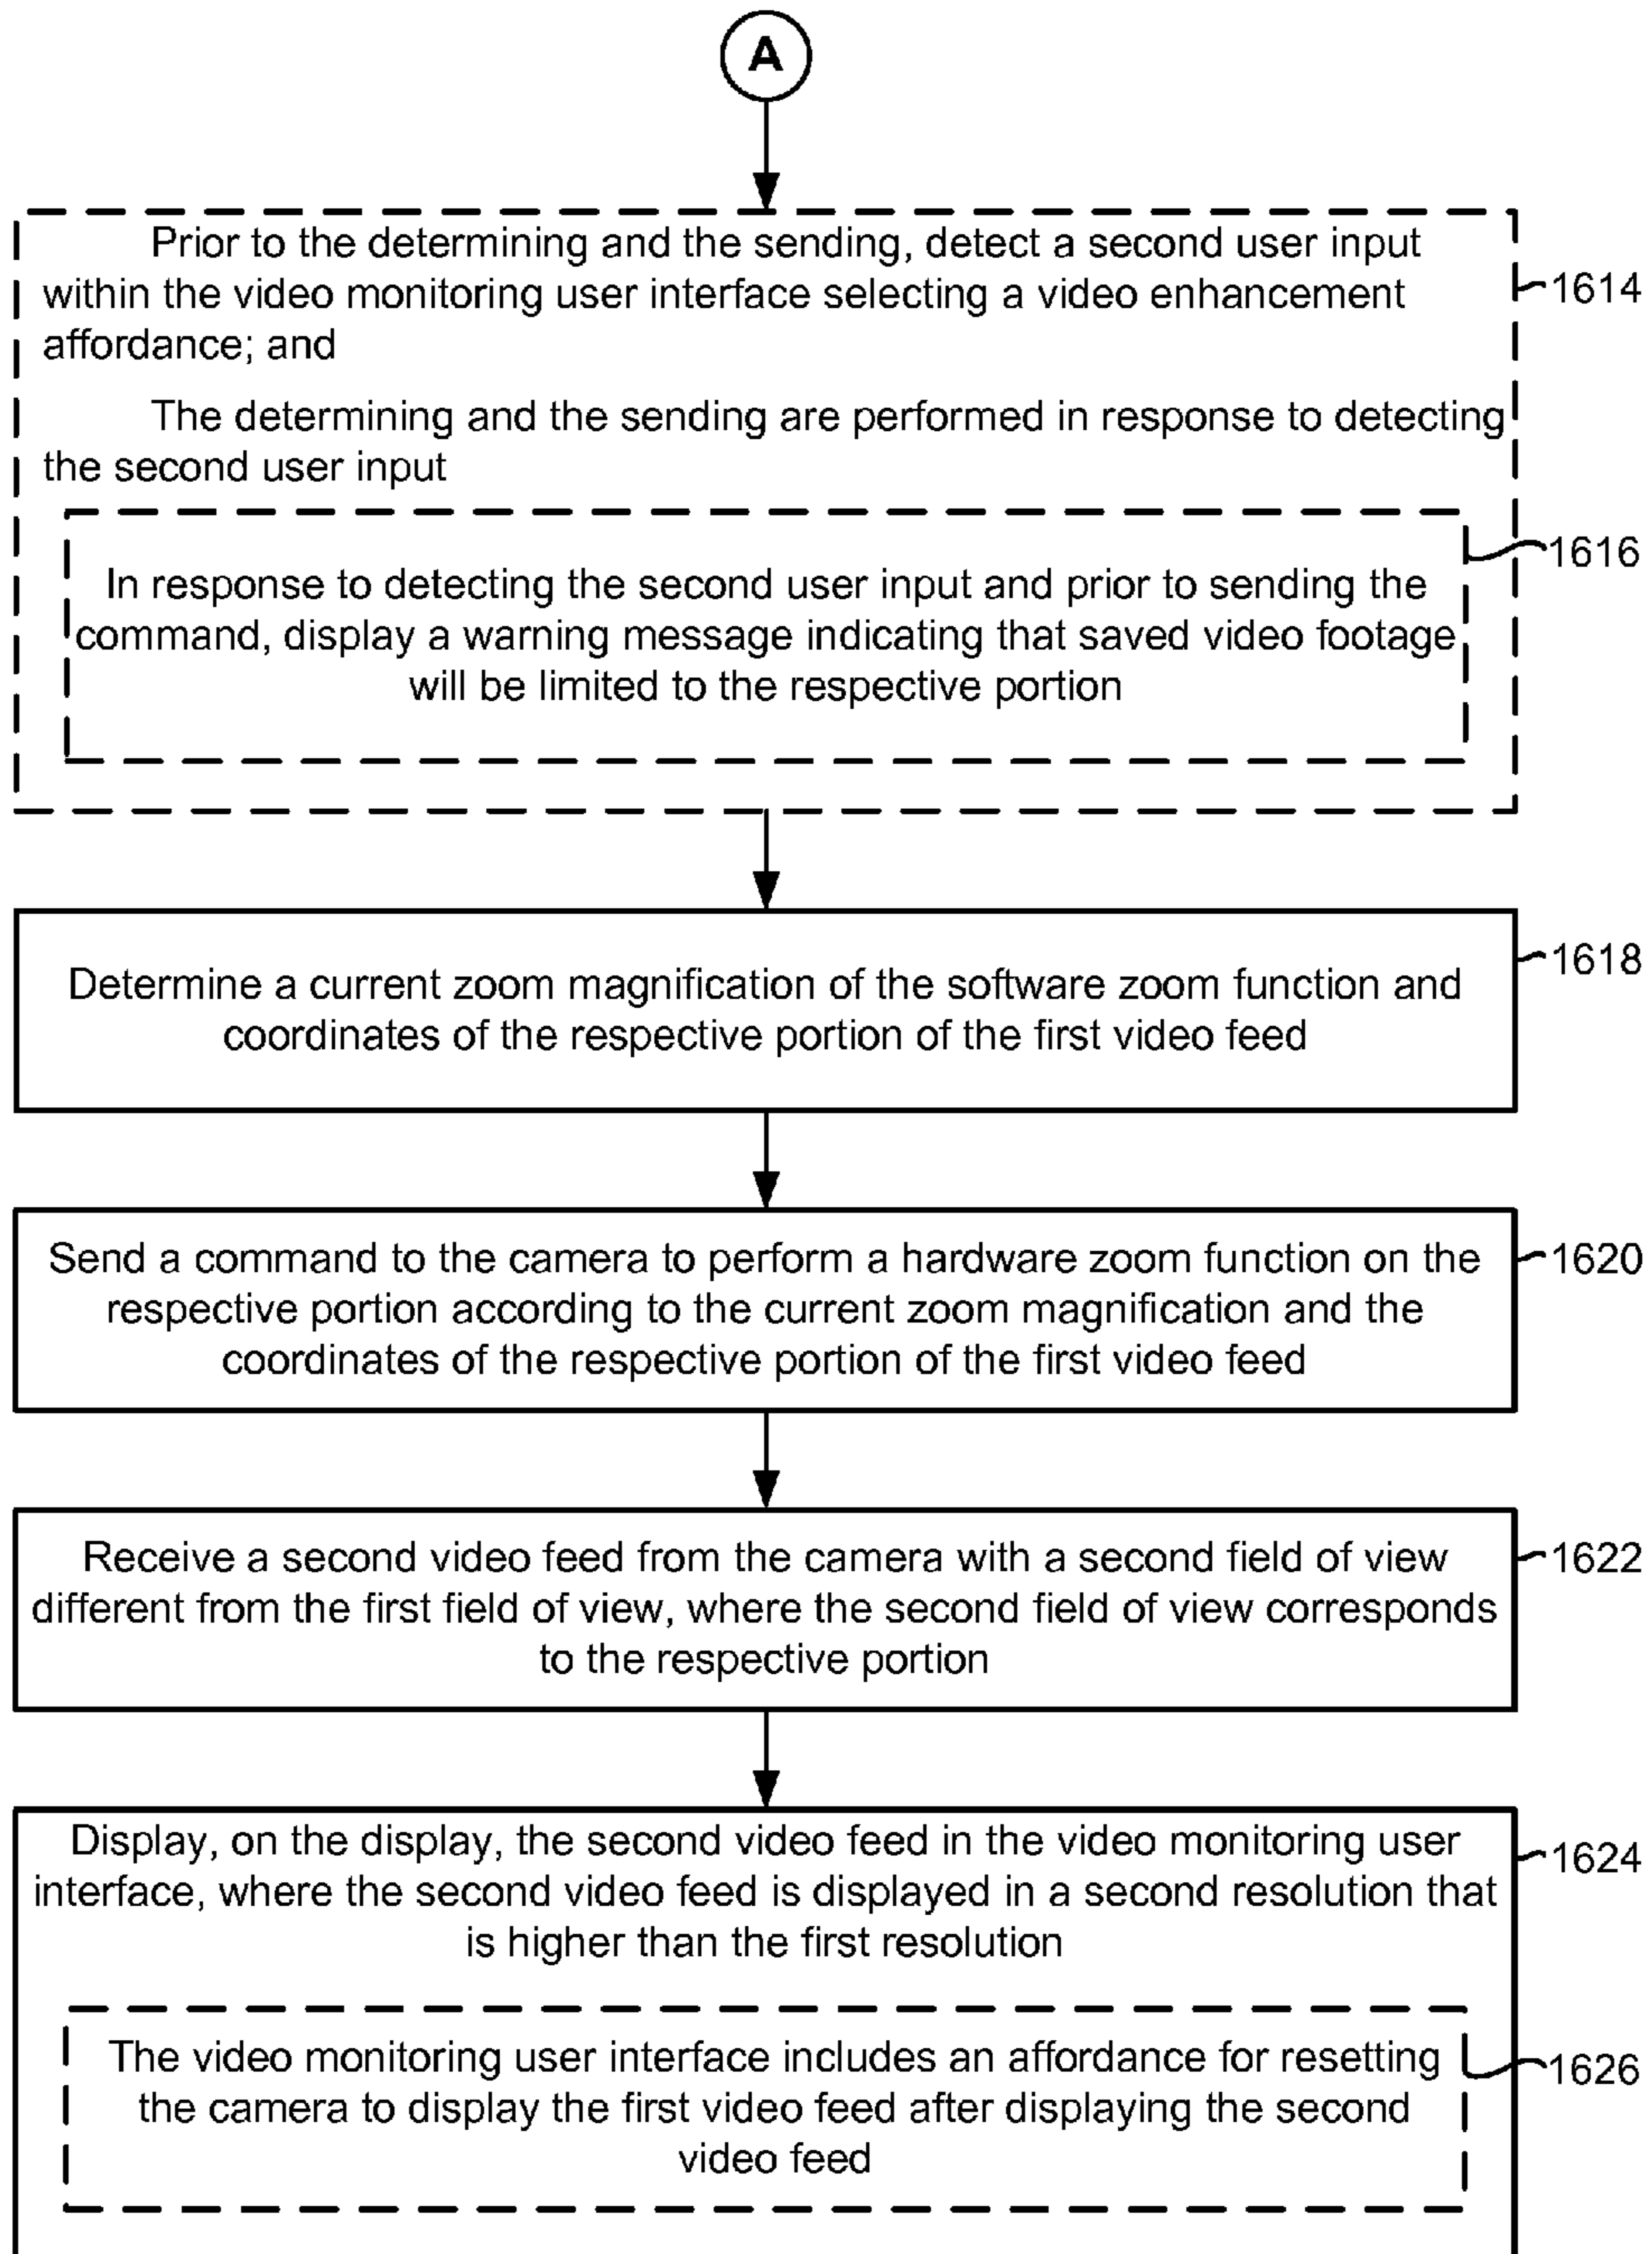 A
Prior to the determining and the sending, detect a second user input
within the video monitoring user interface selecting a video enhancement
affordance; and
The determining and the sending are performed in response to detecting
the second user input
1614
In response to detecting the second user input and prior to sending the
command, display a warning message indicating that saved video footage
will be limited to the respective portion
1616
Determine a current zoom magnification of the software zoom function and
coordinates of the respective portion of the first video feed
1618
Send a command to the camera to perform a hardware zoom function on the
respective portion according to the current zoom magnification and the
coordinates of the respective portion of the first video feed
1620
Receive a second video feed from the camera with a second field of view
different from the first field of view, where the second field of view corresponds
to the respective portion
1622
Display, on the display, the second video feed in the video monitoring user
interface, where the second video feed is displayed in a second resolution that
is higher than the first resolution
1624
The video monitoring user interface includes an affordance for resetting
the camera to display the first video feed after displaying the second
video feed
1626